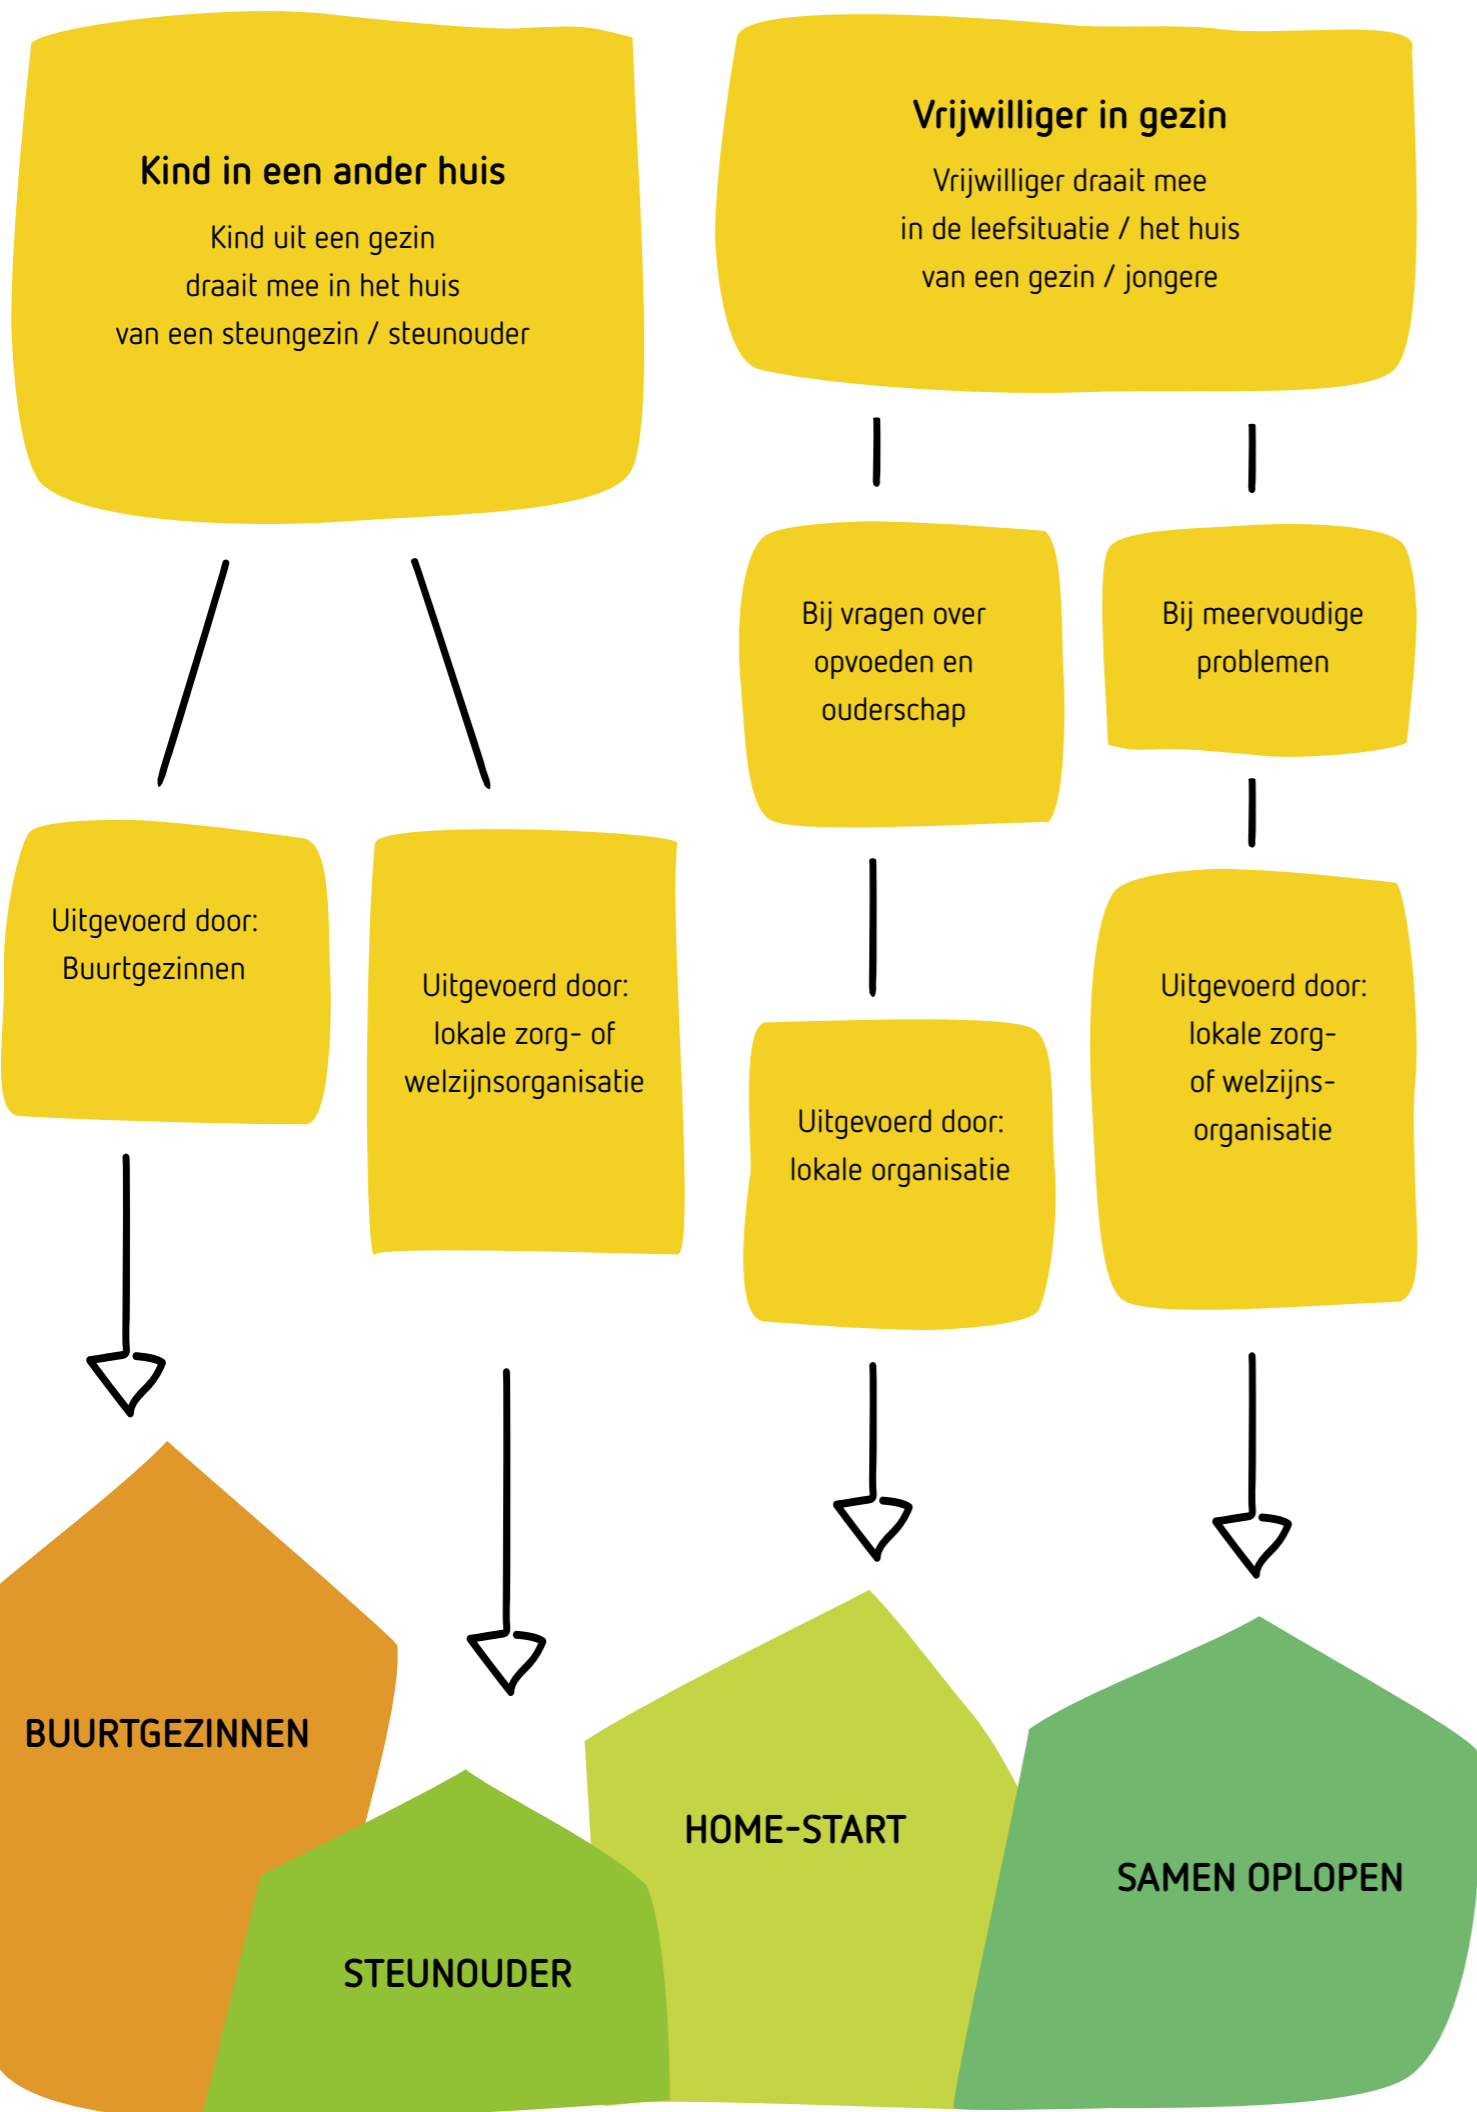 Kind in een ander huis
Kind uit een gezin
draait mee in het huis
van een steungezin / steunouder
Vrijwilliger in gezin
Vrijwilliger draait mee
in de leefsituatie / het huis
van een gezin / jongere
Bij vragen over
opvoeden en
ouderschap
Bij meervoudige
problemen
Uitgevoerd door:
Buurtgezinnen
Uitgevoerd door:
lokale zorg- of
welzijnsorganisatie
Uitgevoerd door:
lokale organisatie
Uitgevoerd door:
lokale zorg-
of welzijns-
organisatie
BUURTGEZINNEN
STEUNOUDER
HOME-START
SAMEN OPLOPEN